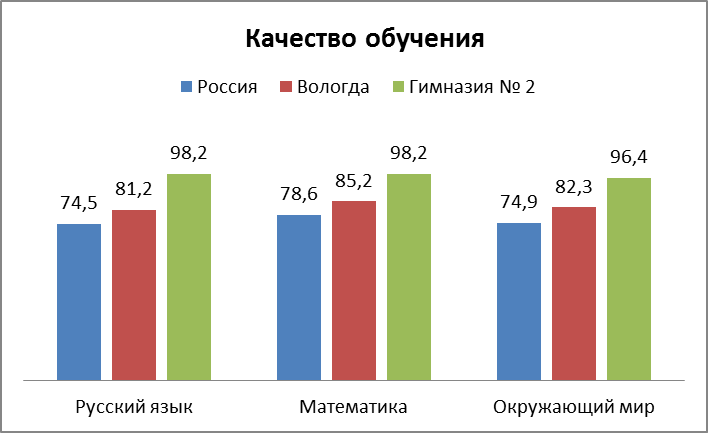 Качество обучения
Россия Вологда Гимназия № 2
74,5 81,2 98,2 78,6 85,2 98,2 74,9 82,3 96,4
Русский язык Математика Окружающий мир